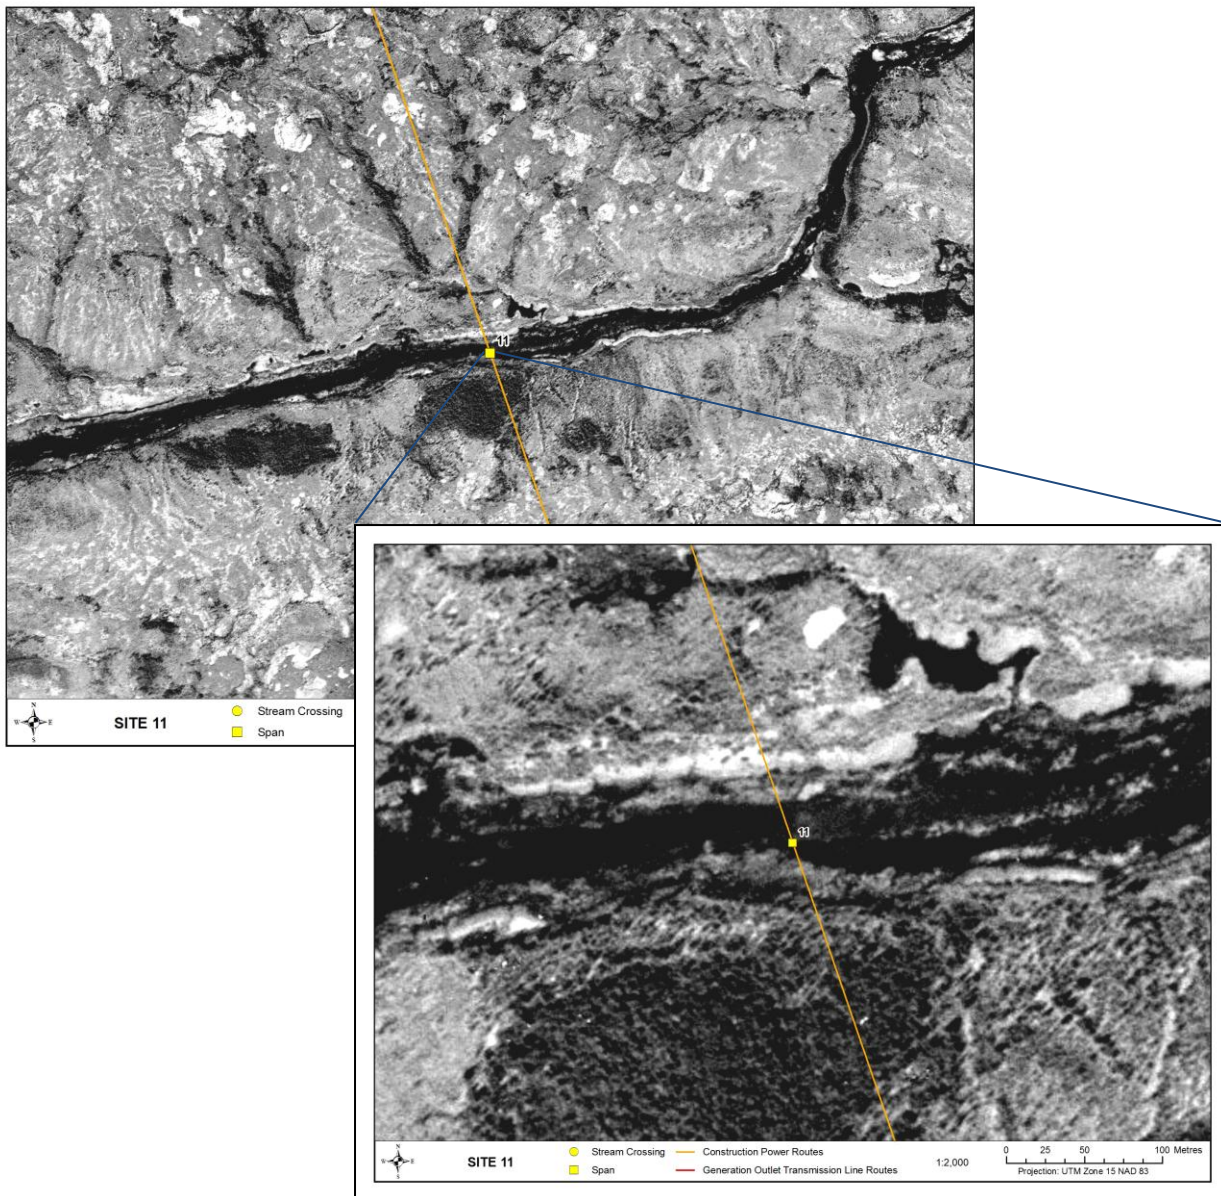 11
N
W E
S
SITE 11
Stream Crossing
Span
11
N
W E
S
SITE 11
Stream Crossing
Span
Construction Power Routes
Generation Outlet Transmission Line Routes
1:2,000
0 25 50 100 Metres
Projection: UTM Zone 15 NAD 83